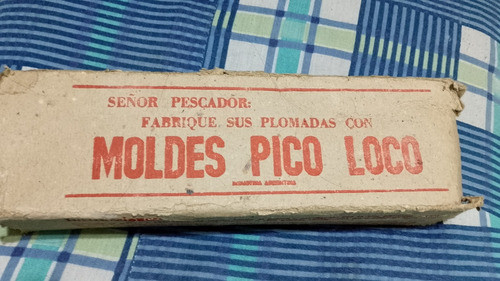 SEÑOR PESCADOR:
FABRIQUE SUS PLOMADAS CON
MOLDES PICO LOCO
INDUSTRIA ARGENTINA